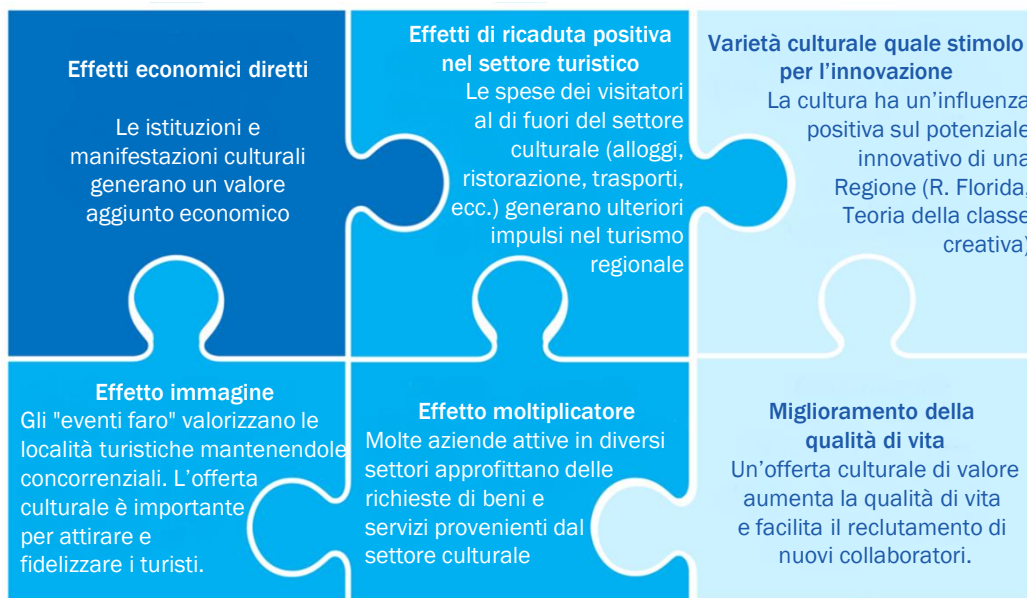 Effetti economici diretti
Le istituzioni e
manifestazioni culturali
generano un valore
aggiunto economico
Effetti di ricaduta positiva
nel settore turistico
Le spese dei visitatori
al di fuori del settore
culturale (alloggi,
ristorazione, trasporti,
ecc.) generano ulteriori
impulsi nel turismo
regionale
Varietà culturale quale stimolo
per l'innovazione
La cultura ha un'influenza
positiva sul potenziale
innovativo di una
Regione (R. Florida,
Teoria della classe
creativa)
Effetto immagine
Gli "eventi faro" valorizzano le
località turistiche mantenendole
concorrenziali. L'offerta
culturale è importante
per attirare e
fidelizzare i turisti.
Effetto moltiplicatore
Molte aziende attive in diversi
settori approfittano delle
richieste di beni e
servizi provenienti dal
settore culturale
Miglioramento della
qualità di vita
Un'offerta culturale di valore
aumenta la qualità di vita
e facilita il reclutamento di
nuovi collaboratori.